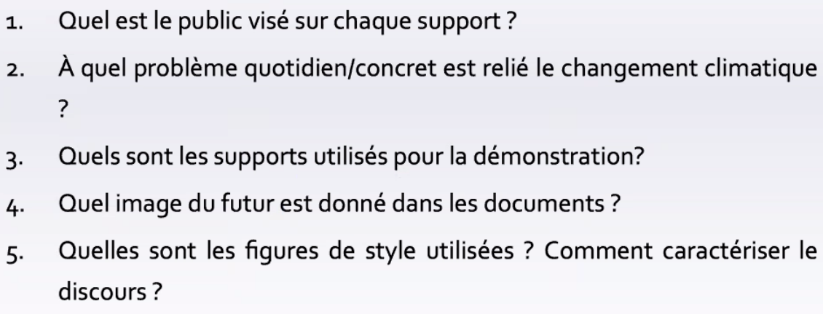 1. Quel est le public visé sur chaque support ?
2. À quel problème quotidien/concret est relié le changement climatique
?
3. Quels sont les supports utilisés pour la démonstration?
4. Quel image du futur est donné dans les documents ?
5. Quelles sont les figures de style utilisées ? Comment caractériser le
discours ?